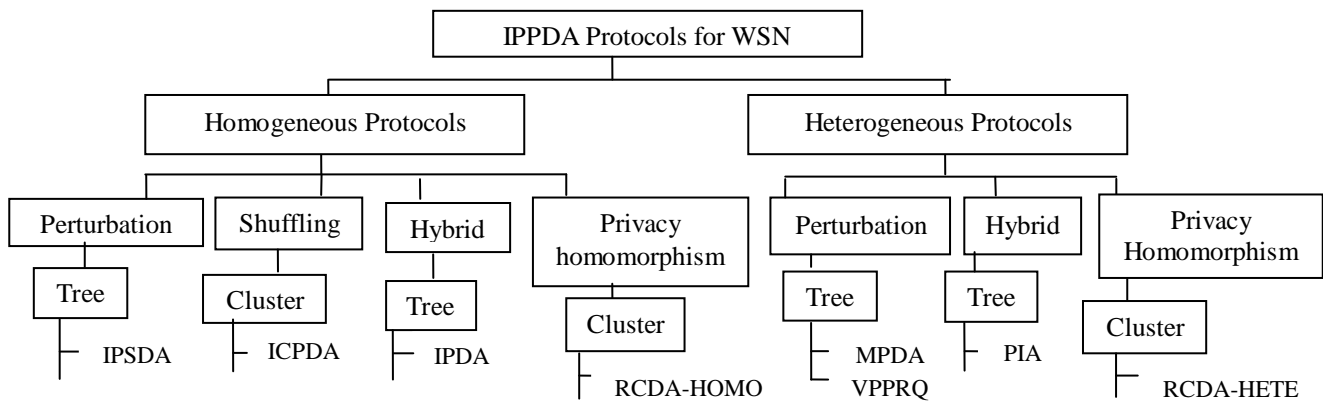 IPPDA Protocols for WSN
Homogeneous Protocols
Heterogeneous Protocols
Perturbation
Shuffling
Hybrid
Privacy
homomorphism
Perturbation
Hybrid
Privacy
Homomorphism
Tree
Cluster
Tree
Cluster
Tree
Tree
Cluster
IPSDA
ICPDA
IPDA
RCDA-HOMO
MPDA
VPPRQ
PIA
RCDA-HETE